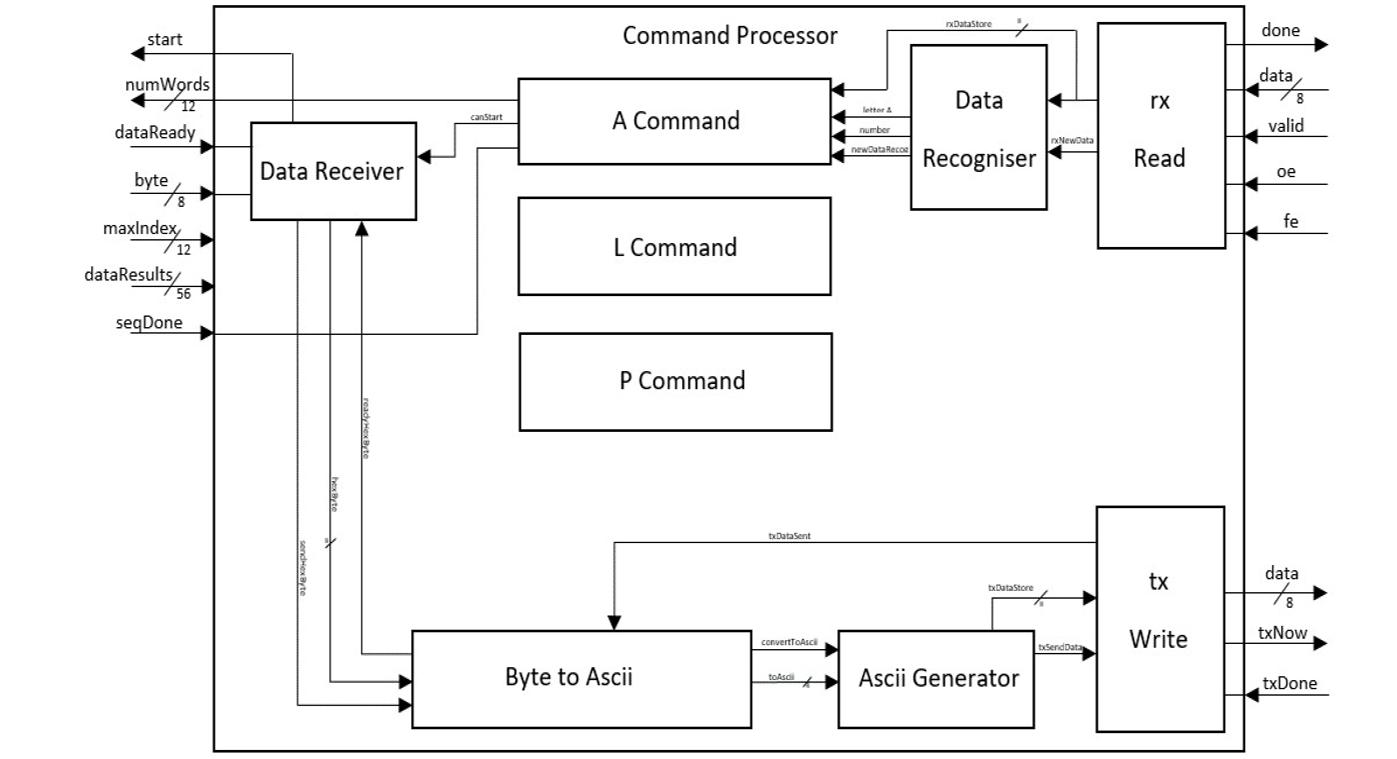 Command Processor
start
numWords
12
dataReady
byte
8
maxIndex
12
dataResults
56
seqDone
Data Receiver
canStart
A Command
L Command
P Command
rxDataStore
8
letter A
number
newDataRecoe
Data
Recogniser
rxNewData
rx
Read
done
data
8
valid
oe
fe
readyHexByte
hexByte
8
sendHexByte
txDataSent
Byte to Ascii
convertToAscii
toAscii
Ascii Generator
txDataStore
8
txSendData
tx
Write
data
8
txNow
txDone